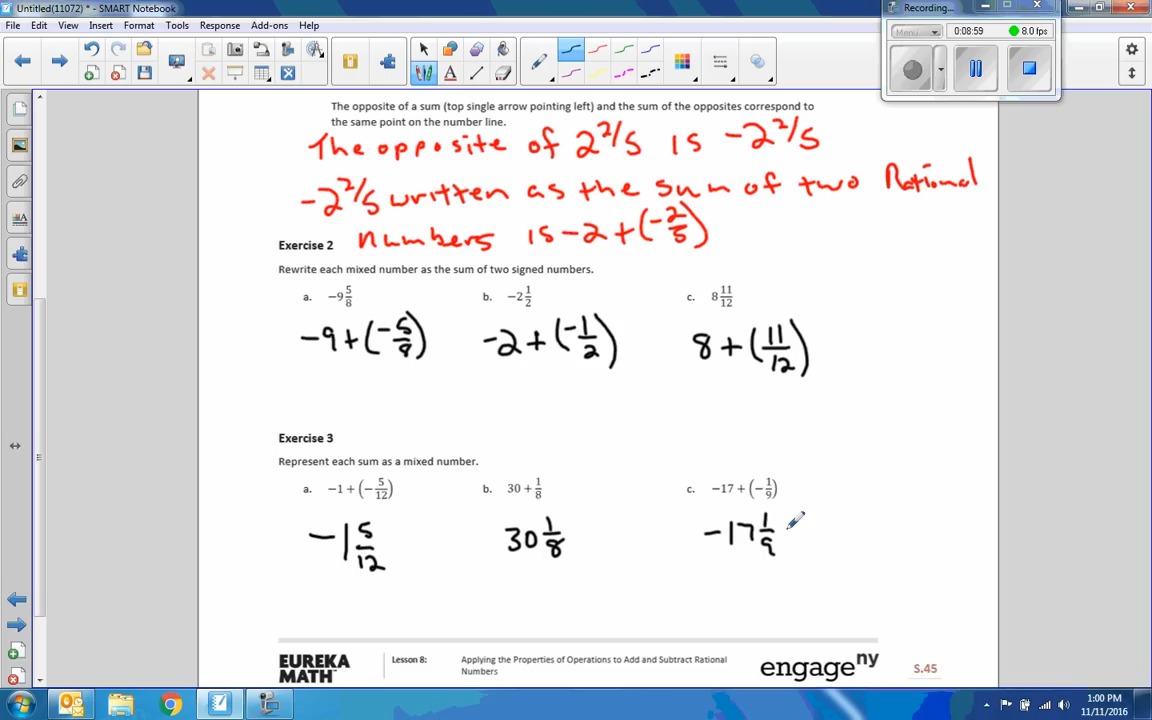 Untitled(11072) * - SMART Notebook
Recording...
File Edit View Insert Format Tools Response Add-ons Help
Menu
0:08:59
8.0 fps
The opposite of a sum (top single arrow pointing left) and the sum of the opposites correspond to
the same point on the number line.
The opposite of 2 2/5 is -2 2/5
-2 2/5 written as the sum of two Rational
numbers is -2 + (-2/5)
Exercise 2
Rewrite each mixed number as the sum of two signed numbers.
a. −9 5/8 b. −2 1/2 c. 8 11/12
-9 + (-5/9) -2 + (-1/2) 8 + (11/12)
Exercise 3
Represent each sum as a mixed number.
a. −1 + (−5/12) b. 30 + 1/8 c. −17 + (−1/9)
-1 5/12 30 1/8 -17 1/9
EUREKA
MATH™
Lesson 8:
Applying the Properties of Operations to Add and Subtract Rational
Numbers
engage ny
S.45
1:00 PM
11/11/2016